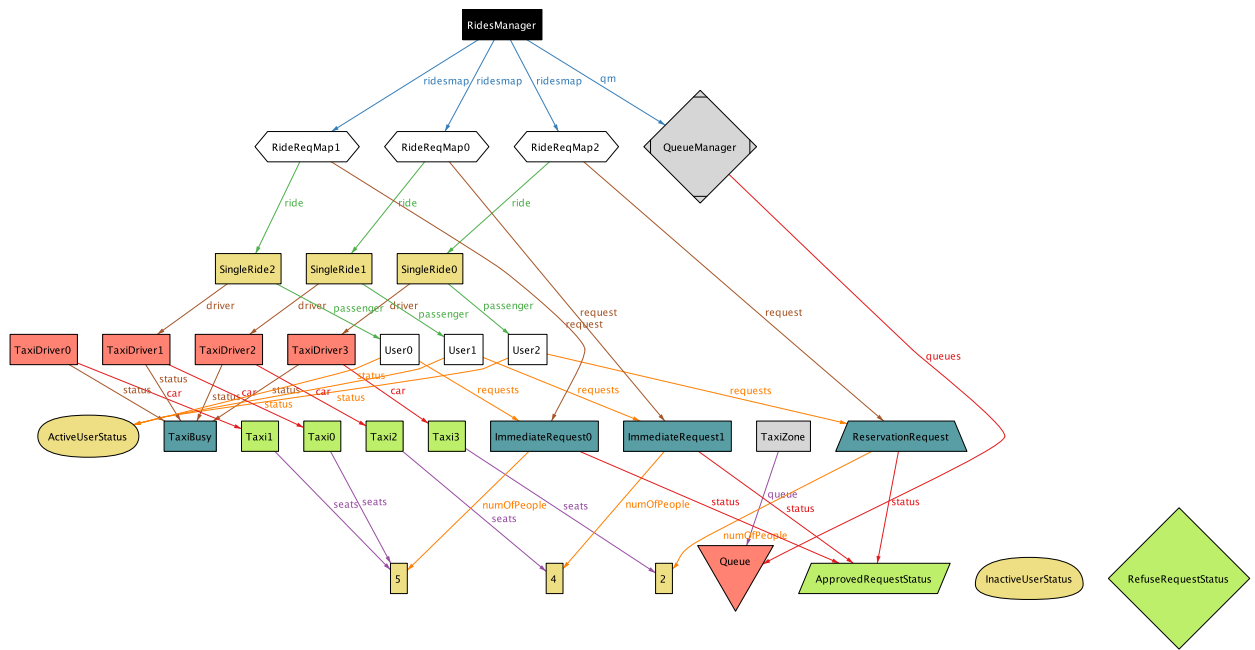 RidesManager
ridesmap
ridesmap
ridesmap
qm
RideReqMap1
RideReqMap0
RideReqMap2
QueueManager
ride
ride
ride
SingleRide2
SingleRide1
SingleRide0
driver
passenger
driver
passenger
driver
passenger
request
request
request
queues
TaxiDriver0
TaxiDriver1
TaxiDriver2
TaxiDriver3
User0
User1
User2
status
car
status
car
status
car
status
car
status
status
status
requests
requests
requests
ActiveUserStatus
TaxiBusy
Taxi1
Taxi0
Taxi2
Taxi3
ImmediateRequest0
ImmediateRequest1
TaxiZone
ReservationRequest
seats
seats
seats
seats
numOfPeople
numOfPeople
numOfPeople
status
status
status
queue
5
4
2
Queue
ApprovedRequestStatus
InactiveUserStatus
RefuseRequestStatus